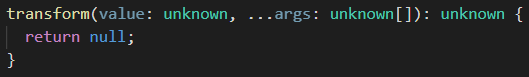 transform(value: unknown, ...args: unknown[]): unknown {
  return null;
}